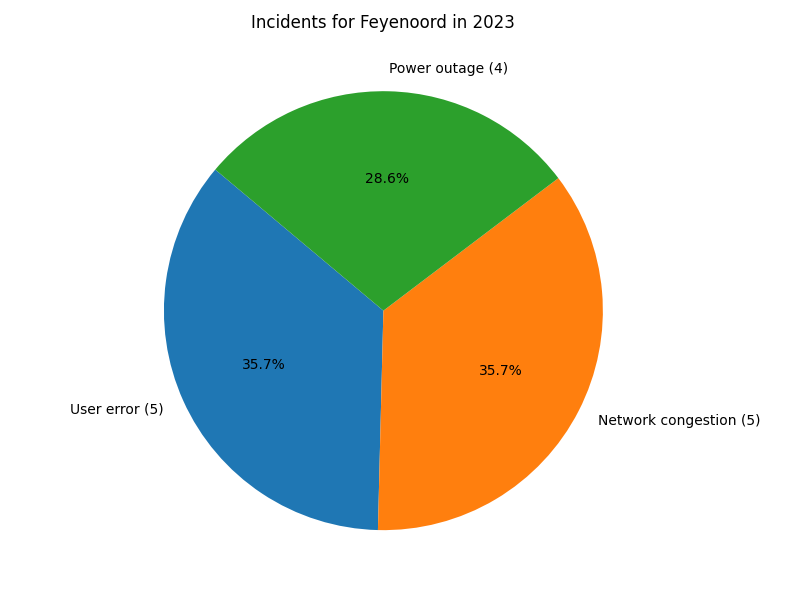 Incidents for Feyenoord in 2023
Power outage (4)
28.6%
35.7%
35.7%
User error (5)
Network congestion (5)